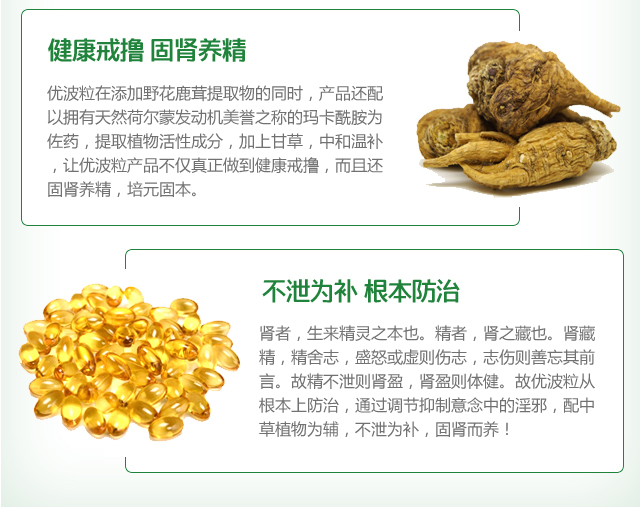 健康戒撸 固肾养精
优波粒在添加野花鹿茸提取物的同时，产品还配
以拥有天然荷尔蒙发动机美誉之称的玛卡酰胺为
佐药，提取植物活性成分，加上甘草，中和温补
，让优波粒产品不仅真正做到健康戒撸，而且还
固肾养精，培元固本。
不泄为补 根本防治
肾者，生来精灵之本也。精者，肾之藏也。肾藏
精，精舍志，盛怒或虚则伤志，志伤则善忘其前
言。故精不泄则肾盈，肾盈则体健。故优波粒从
根本上防治，通过调节抑制意念中的淫邪，配中
草植物为辅，不泄为补，固肾而养！